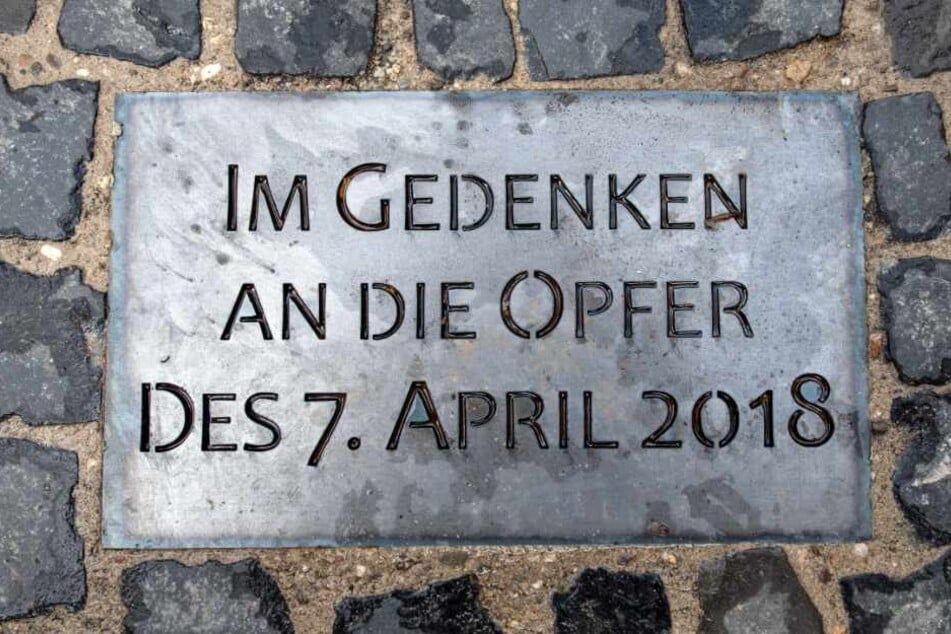 Im Gedenken
an die Opfer
des 7. April 2018